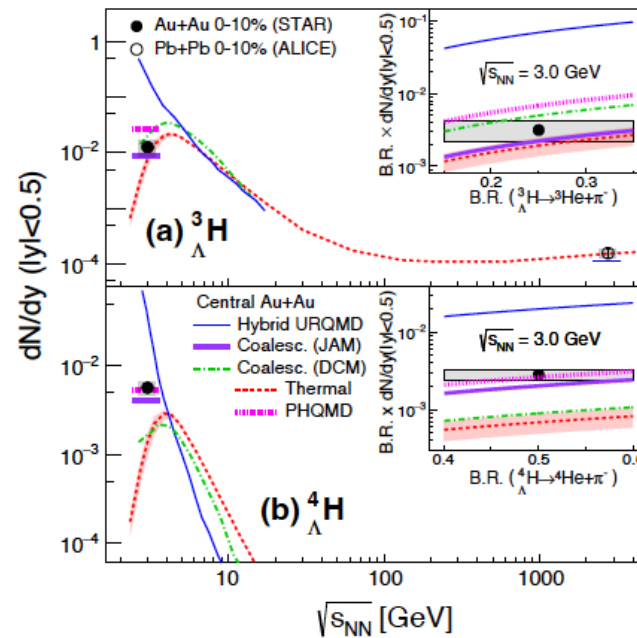 Au+Au 0-10% (STAR)
Pb+Pb 0-10% (ALICE)
1
10⁻²
10⁻⁴
(a) ³ΛH
B.R. × dN/dy(|y|<0.5)
10⁻¹
10⁻²
10⁻³
√sNN = 3.0 GeV
0.2 0.3
B.R. (³ΛH→³He+π⁻)
dN/dy (|y|<0.5)
Central Au+Au
Hybrid URQMD
Coalesc. (JAM)
Coalesc. (DCM)
Thermal
PHQMD
10⁻²
10⁻³
10⁻⁴
(b) ⁴ΛH
B.R. x dN/dy(|y|<0.5)
10⁻²
10⁻³
√sNN = 3.0 GeV
0.4 0.5 0.6
B.R. (⁴ΛH→⁴He+π⁻)
10 100 1000
√sNN [GeV]